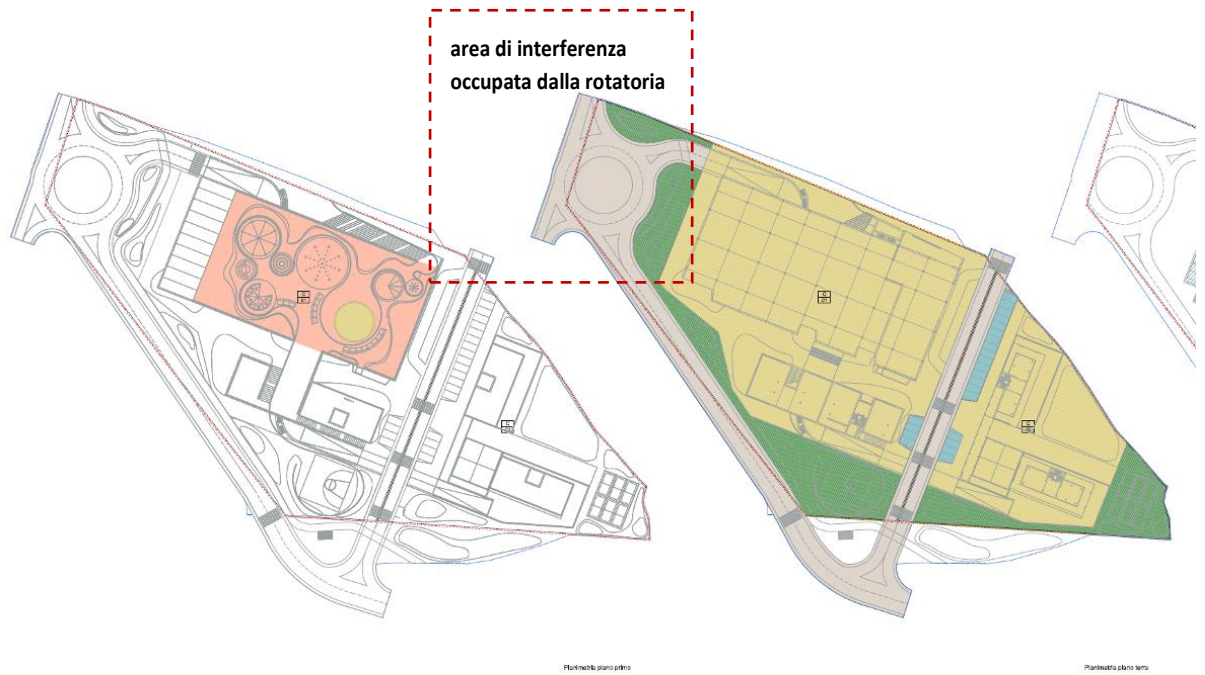 area di interferenza
occupata dalla rotatoria
Planimetria piano primo
Planimetria piano terra